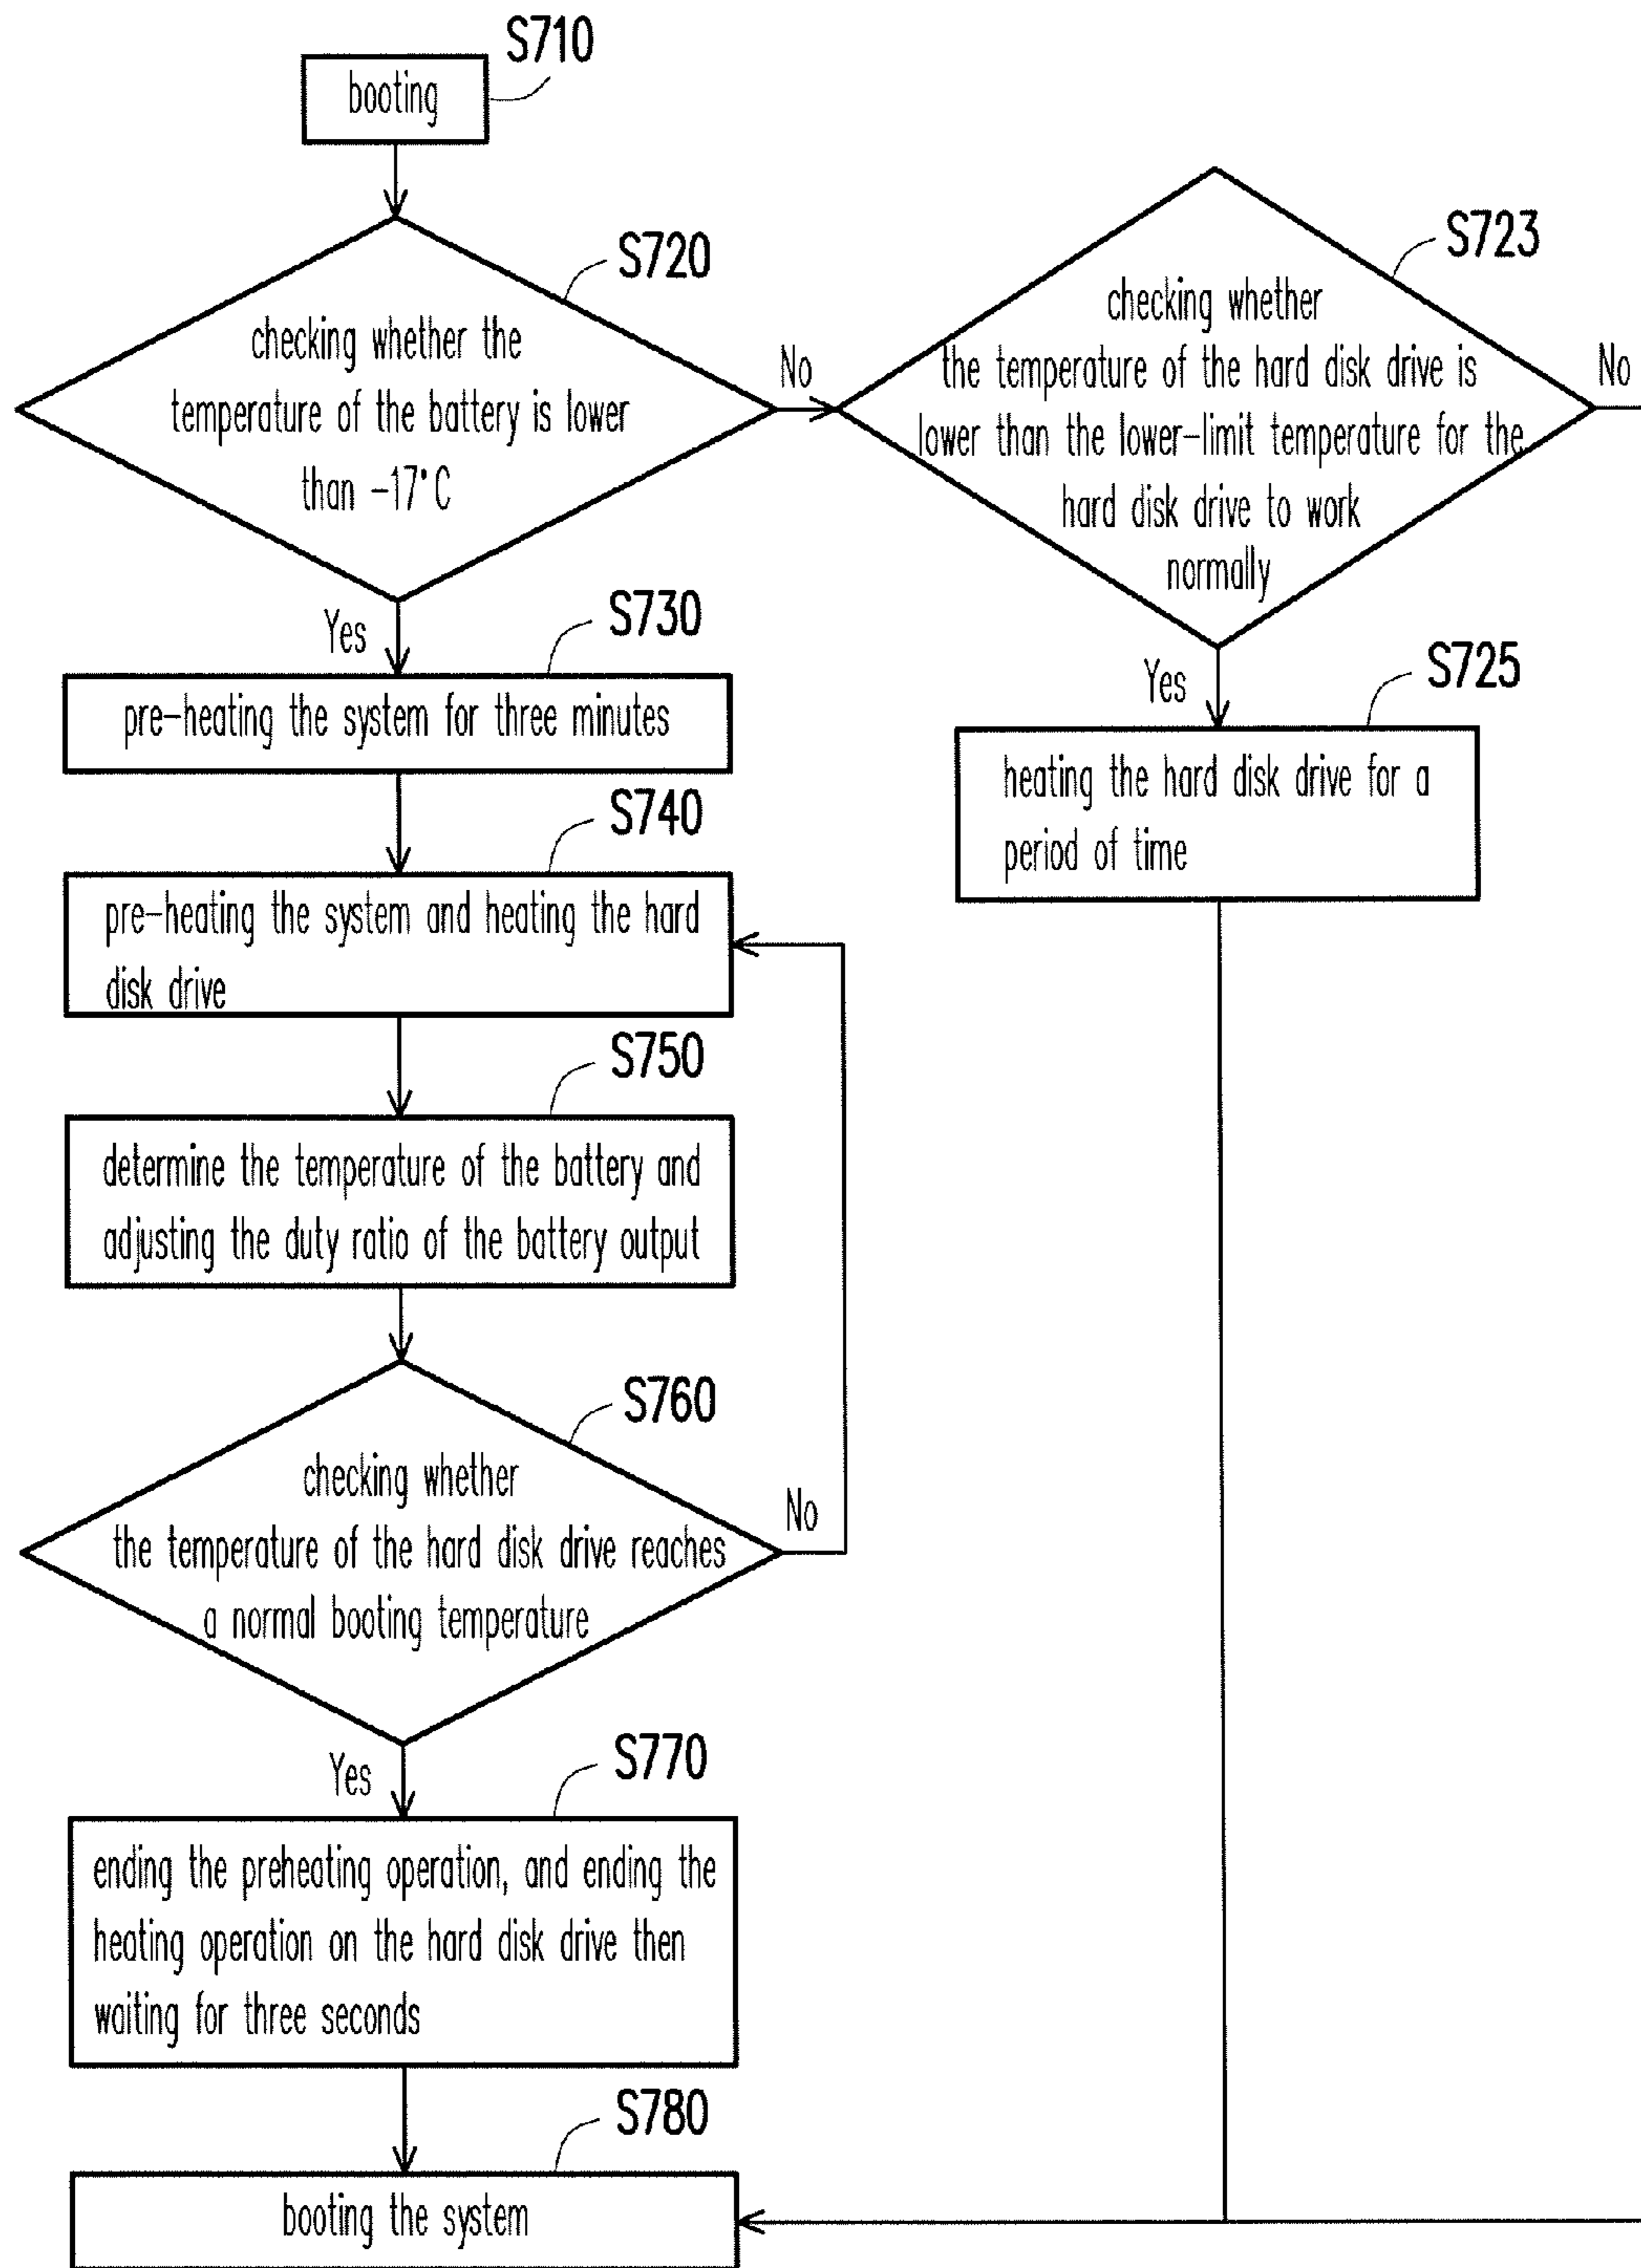 S710
booting
S720
checking whether the
temperature of the battery is lower
than -17°C
No
Yes
S723
checking whether
the temperature of the hard disk drive is
lower than the lower-limit temperature for the
hard disk drive to work
normally
No
Yes
S725
heating the hard disk drive for a
period of time
S730
pre-heating the system for three minutes
S740
pre-heating the system and heating the hard
disk drive
S750
determine the temperature of the battery and
adjusting the duty ratio of the battery output
S760
checking whether
the temperature of the hard disk drive reaches
a normal booting temperature
No
Yes
S770
ending the preheating operation, and ending the
heating operation on the hard disk drive then
waiting for three seconds
S780
booting the system